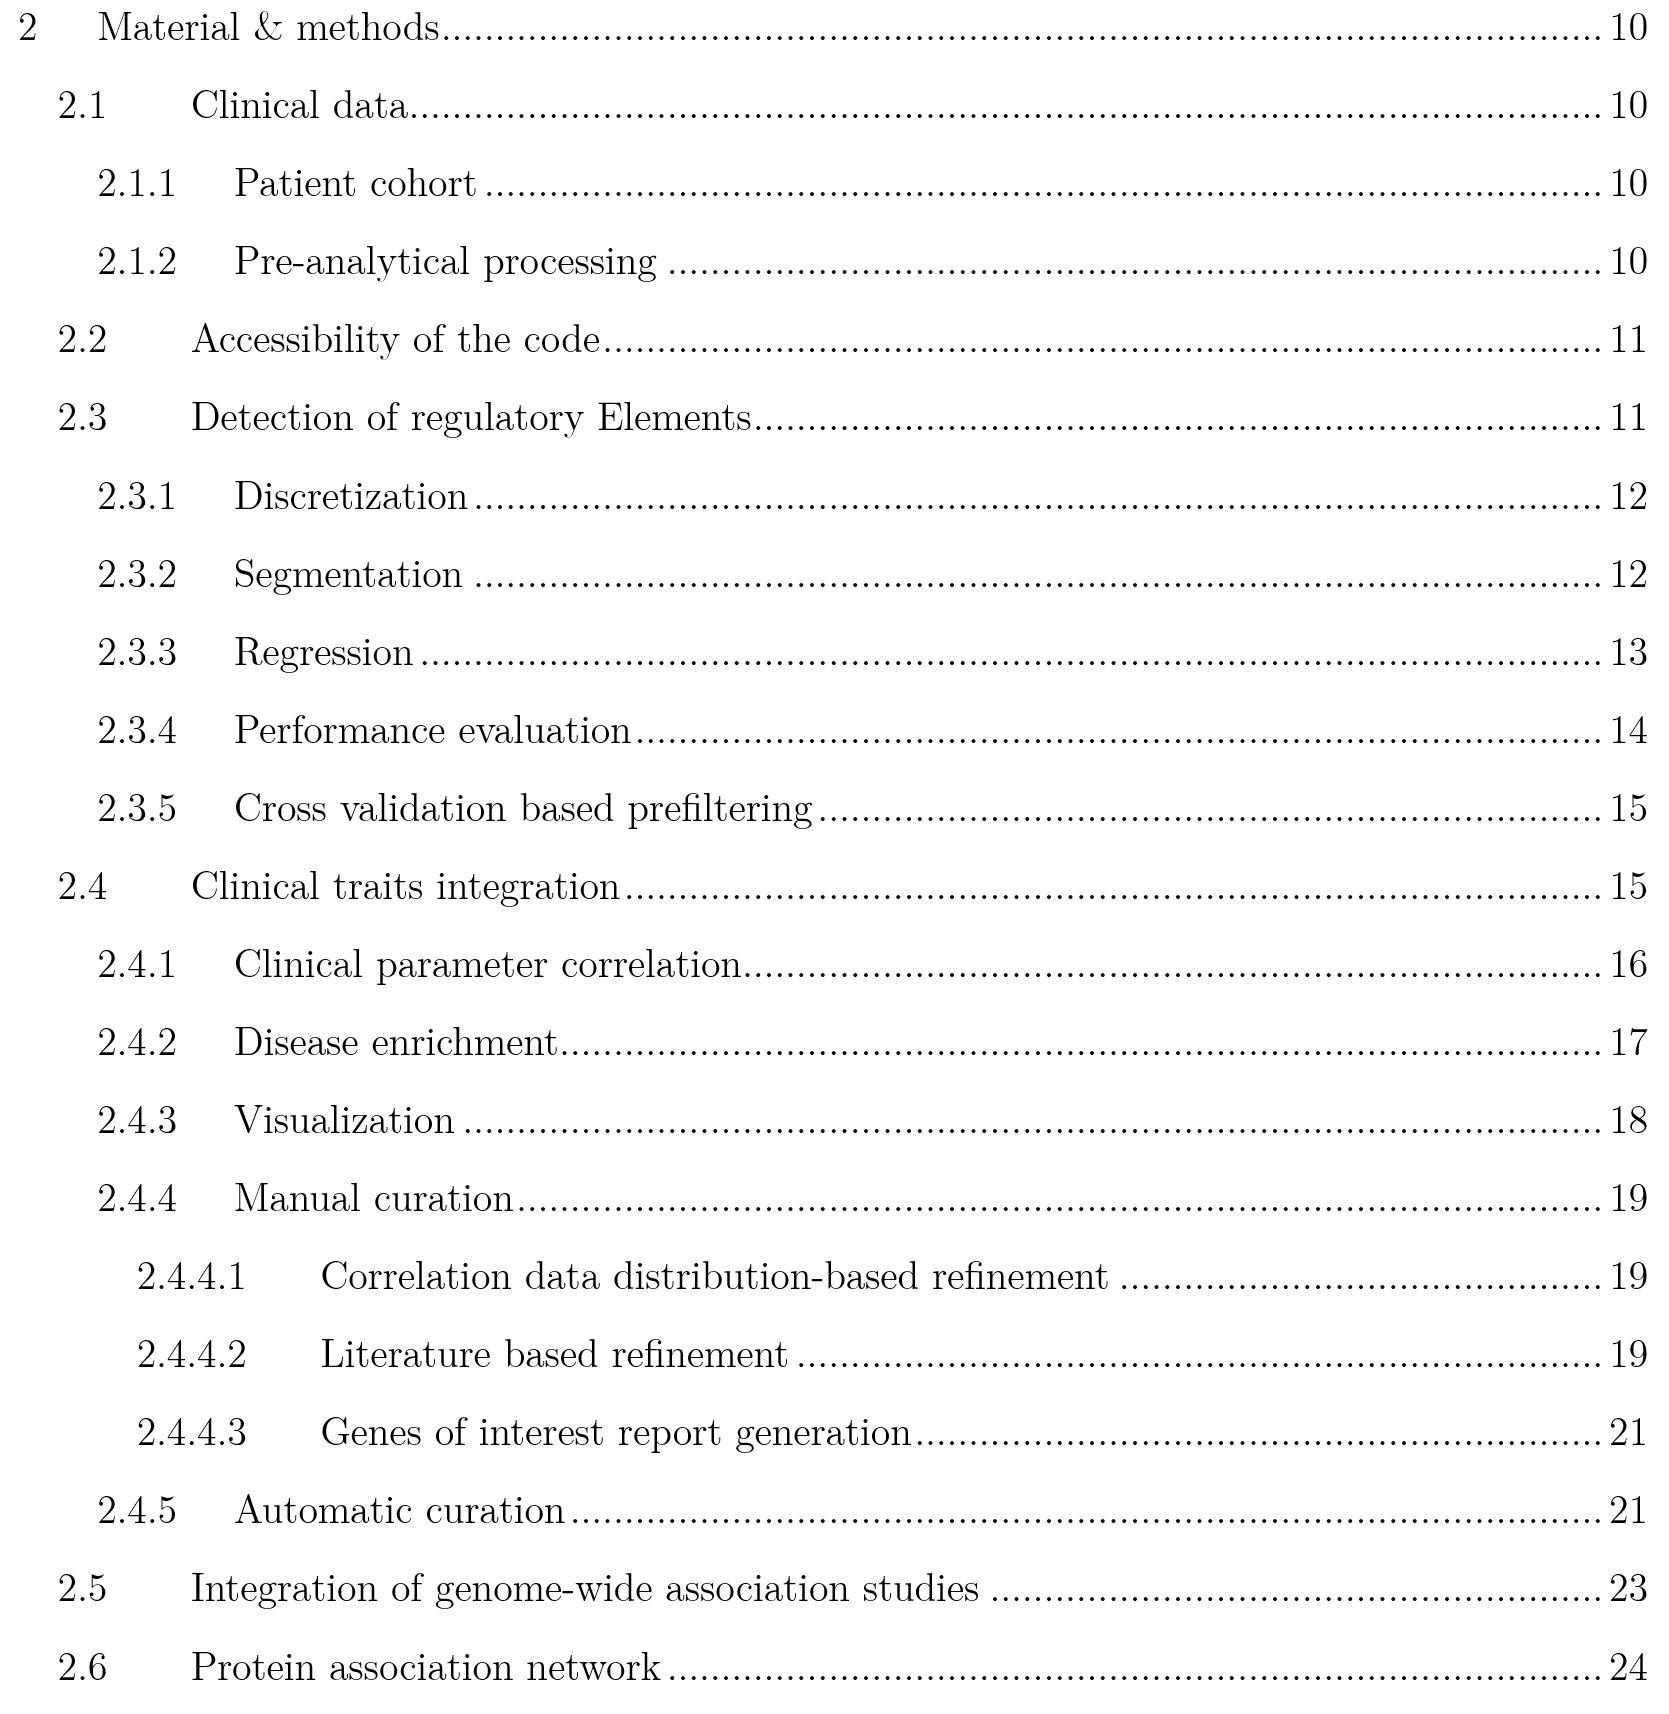 2 Material & methods.......................................................................................................... 10
2.1 Clinical data............................................................................................................. 10
2.1.1 Patient cohort ...................................................................................................... 10
2.1.2 Pre-analytical processing ..................................................................................... 10
2.2 Accessibility of the code........................................................................................... 11
2.3 Detection of regulatory Elements............................................................................. 11
2.3.1 Discretization ....................................................................................................... 12
2.3.2 Segmentation ....................................................................................................... 12
2.3.3 Regression ............................................................................................................ 13
2.3.4 Performance evaluation........................................................................................ 14
2.3.5 Cross validation based prefiltering....................................................................... 15
2.4 Clinical traits integration......................................................................................... 15
2.4.1 Clinical parameter correlation.............................................................................. 16
2.4.2 Disease enrichment............................................................................................... 17
2.4.3 Visualization ........................................................................................................ 18
2.4.4 Manual curation................................................................................................... 19
2.4.4.1 Correlation data distribution-based refinement ............................................ 19
2.4.4.2 Literature based refinement .......................................................................... 19
2.4.4.3 Genes of interest report generation............................................................... 21
2.4.5 Automatic curation.............................................................................................. 21
2.5 Integration of genome-wide association studies ........................................................ 23
2.6 Protein association network...................................................................................... 24